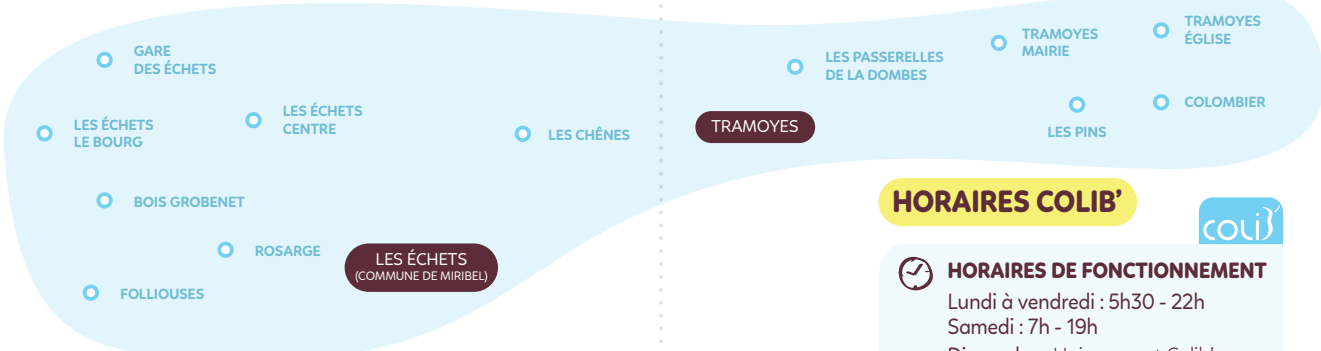 GARE
DES ÉCHETS
LES ÉCHETS
LE BOURG
LES ÉCHETS
CENTRE
LES CHÊNES
BOIS GROBENET
ROSARGE
LES ÉCHETS
(COMMUNE DE MIRIBEL)
FOLLIOUSES
TRAMOYES
LES PASSERELLES
DE LA DOMBES
TRAMOYES
MAIRIE
TRAMOYES
ÉGLISE
COLOMBIER
LES PINS
HORAIRES COLIB’
coliB’
HORAIRES DE FONCTIONNEMENT
Lundi à vendredi : 5h30 - 22h
Samedi : 7h - 19h